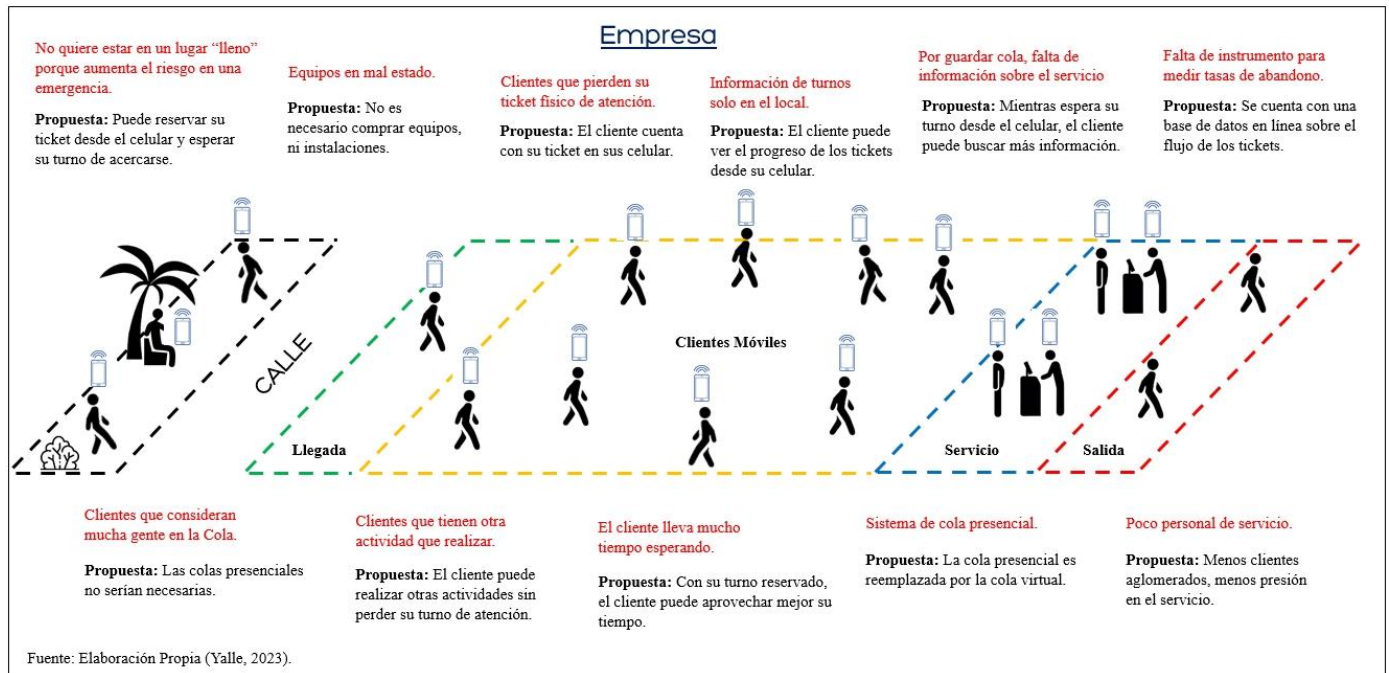 Empresa
No quiere estar en un lugar “lleno”
porque aumenta el riesgo en una
emergencia.
Propuesta: Puede reservar su
ticket desde el celular y esperar
su turno de acercarse.
Equipos en mal estado.
Propuesta: No es
necesario comprar equipos,
ni instalaciones.
Clientes que pierden su
ticket físico de atención.
Propuesta: El cliente cuenta
con su ticket en sus celular.
Información de turnos
solo en el local.
Propuesta: El cliente puede
ver el progreso de los tickets
desde su celular.
Por guardar cola, falta de
información sobre el servicio
Propuesta: Mientras espera su
turno desde el celular, el cliente
puede buscar más información.
Falta de instrumento para
medir tasas de abandono.
Propuesta: Se cuenta con una
base de datos en línea sobre el
flujo de los tickets.
CALLE
Clientes Móviles
Llegada
Servicio
Salida
Clientes que consideran
mucha gente en la Cola.
Propuesta: Las colas presenciales
no serían necesarias.
Clientes que tienen otra
actividad que realizar.
Propuesta: El cliente puede
realizar otras actividades sin
perder su turno de atención.
El cliente lleva mucho
tiempo esperando.
Propuesta: Con su turno reservado,
el cliente puede aprovechar mejor su
tiempo.
Sistema de cola presencial.
Propuesta: La cola presencial es
reemplazada por la cola virtual.
Poco personal de servicio.
Propuesta: Menos clientes
aglomerados, menos presión
en el servicio.
Fuente: Elaboración Propia (Yalle, 2023).